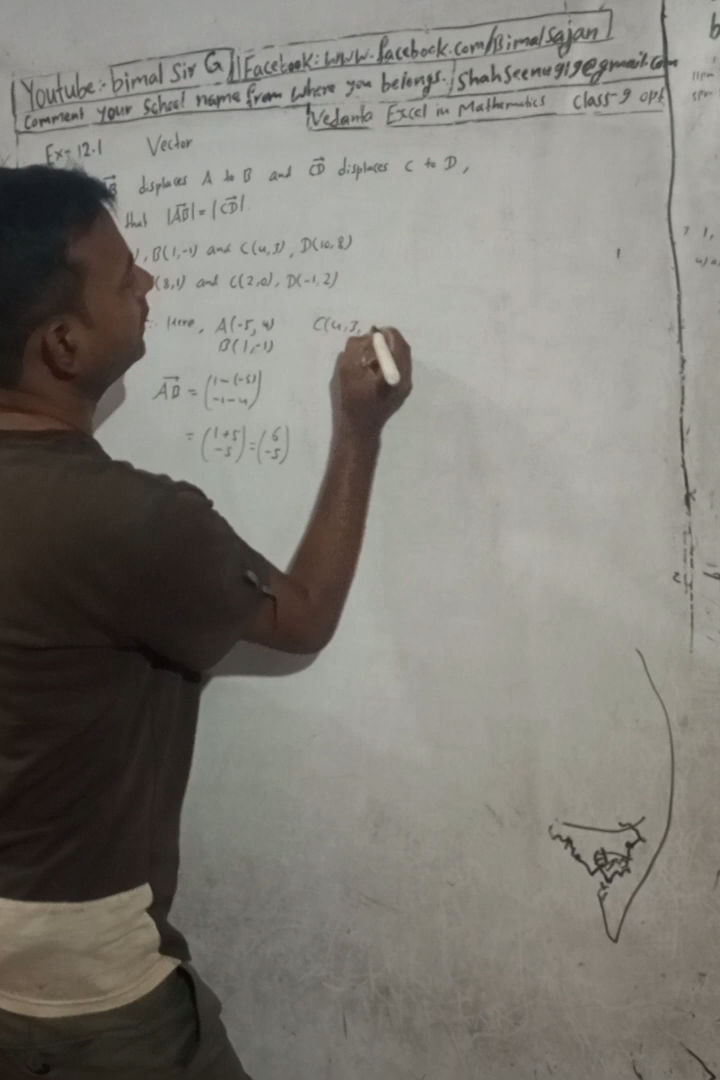 Youtube:- bimal Sir G || Facebook: www.facebook.com/Bimalsajan
Comment your School name from where you belongs. | Shahseenu919@gmail.com
Vedanta Excel in Mathematics Class-9 opt
Ex- 12.1 Vector
displaces A to B and CD⃗ displaces C to D,
that |AB⃗| = |CD⃗|.
), B(1,-1) and C(4,3), D(10,8)
(8,1) and C(2,0), D(-1,2)
Here, A(-5,4) C(4,3,
B(1,-1)
AB⃗ = (1-(-5)
-1-4)
= (1+5
-5) = (6
-5)